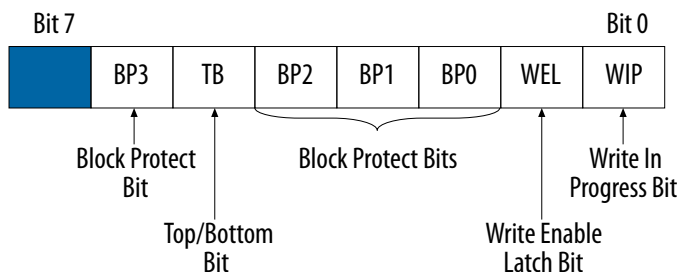 Bit 7 Bit 0
BP3 TB BP2 BP1 BP0 WEL WIP
Block Protect
Bit
Block Protect Bits
Write In
Progress Bit
Top/Bottom
Bit
Write Enable
Latch Bit